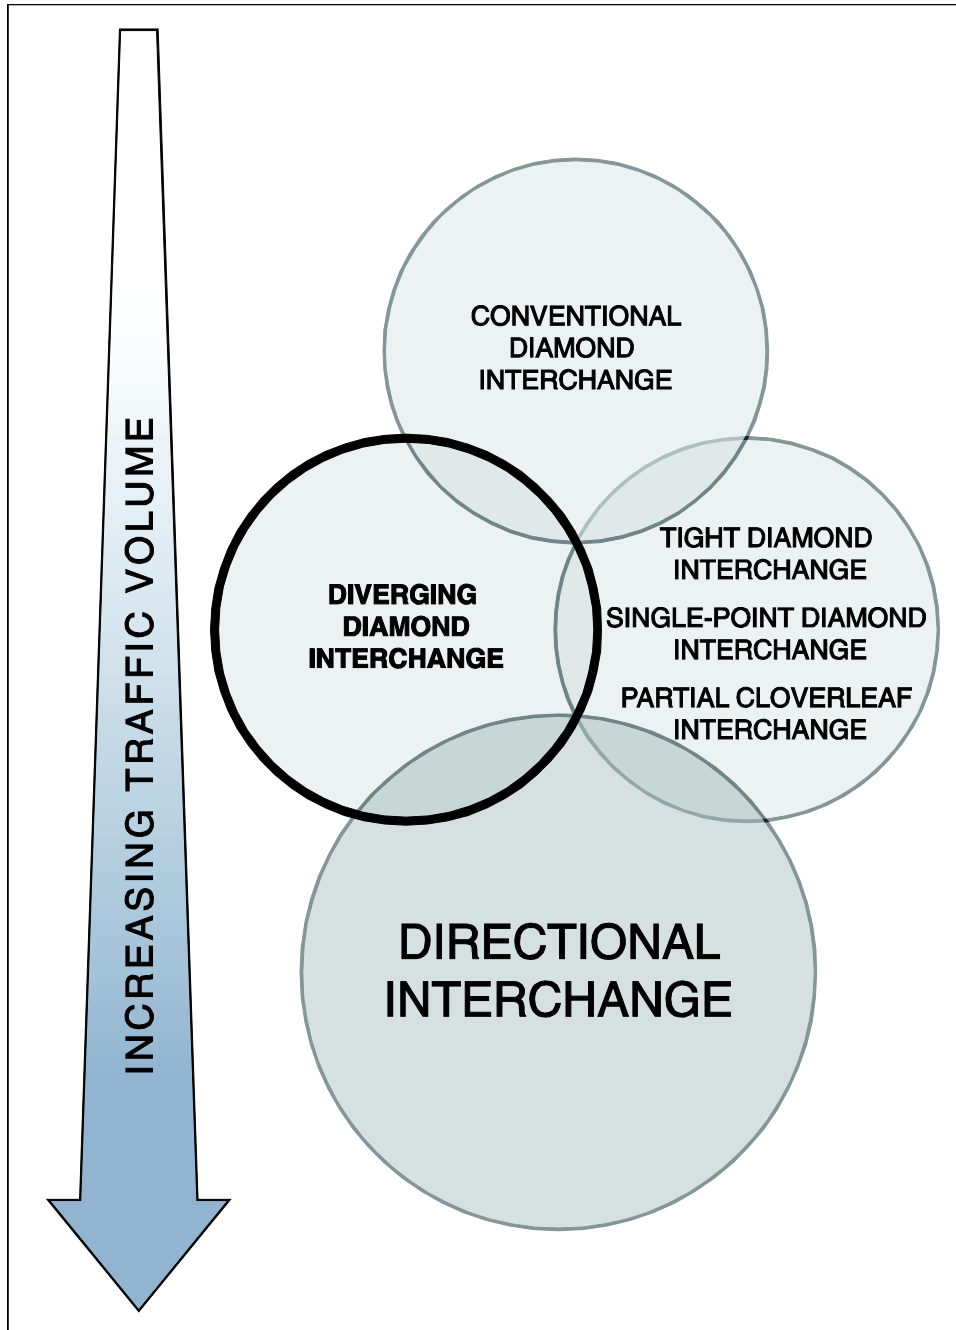 CONVENTIONAL
DIAMOND
INTERCHANGE
TIGHT DIAMOND
INTERCHANGE
SINGLE-POINT DIAMOND
INTERCHANGE
PARTIAL CLOVERLEAF
INTERCHANGE
DIVERGING
DIAMOND
INTERCHANGE
DIRECTIONAL
INTERCHANGE
INCREASING TRAFFIC VOLUME